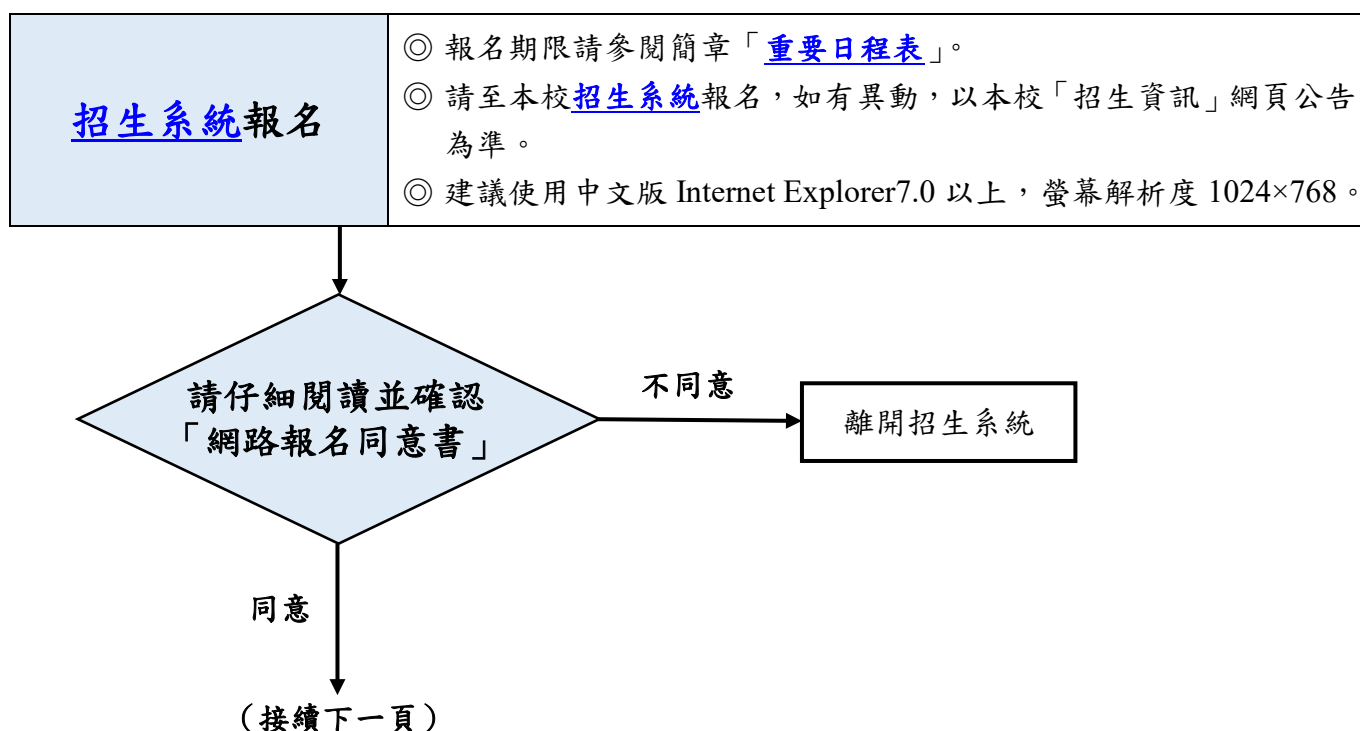 招生系統報名
◎ 報名期限請參閱簡章「重要日程表」。
◎ 請至本校招生系統報名，如有異動，以本校「招生資訊」網頁公告
為準。
◎ 建議使用中文版 Internet Explorer7.0 以上，螢幕解析度 1024×768。
請仔細閱讀並確認
「網路報名同意書」
不同意
離開招生系統
同意
（接續下一頁）